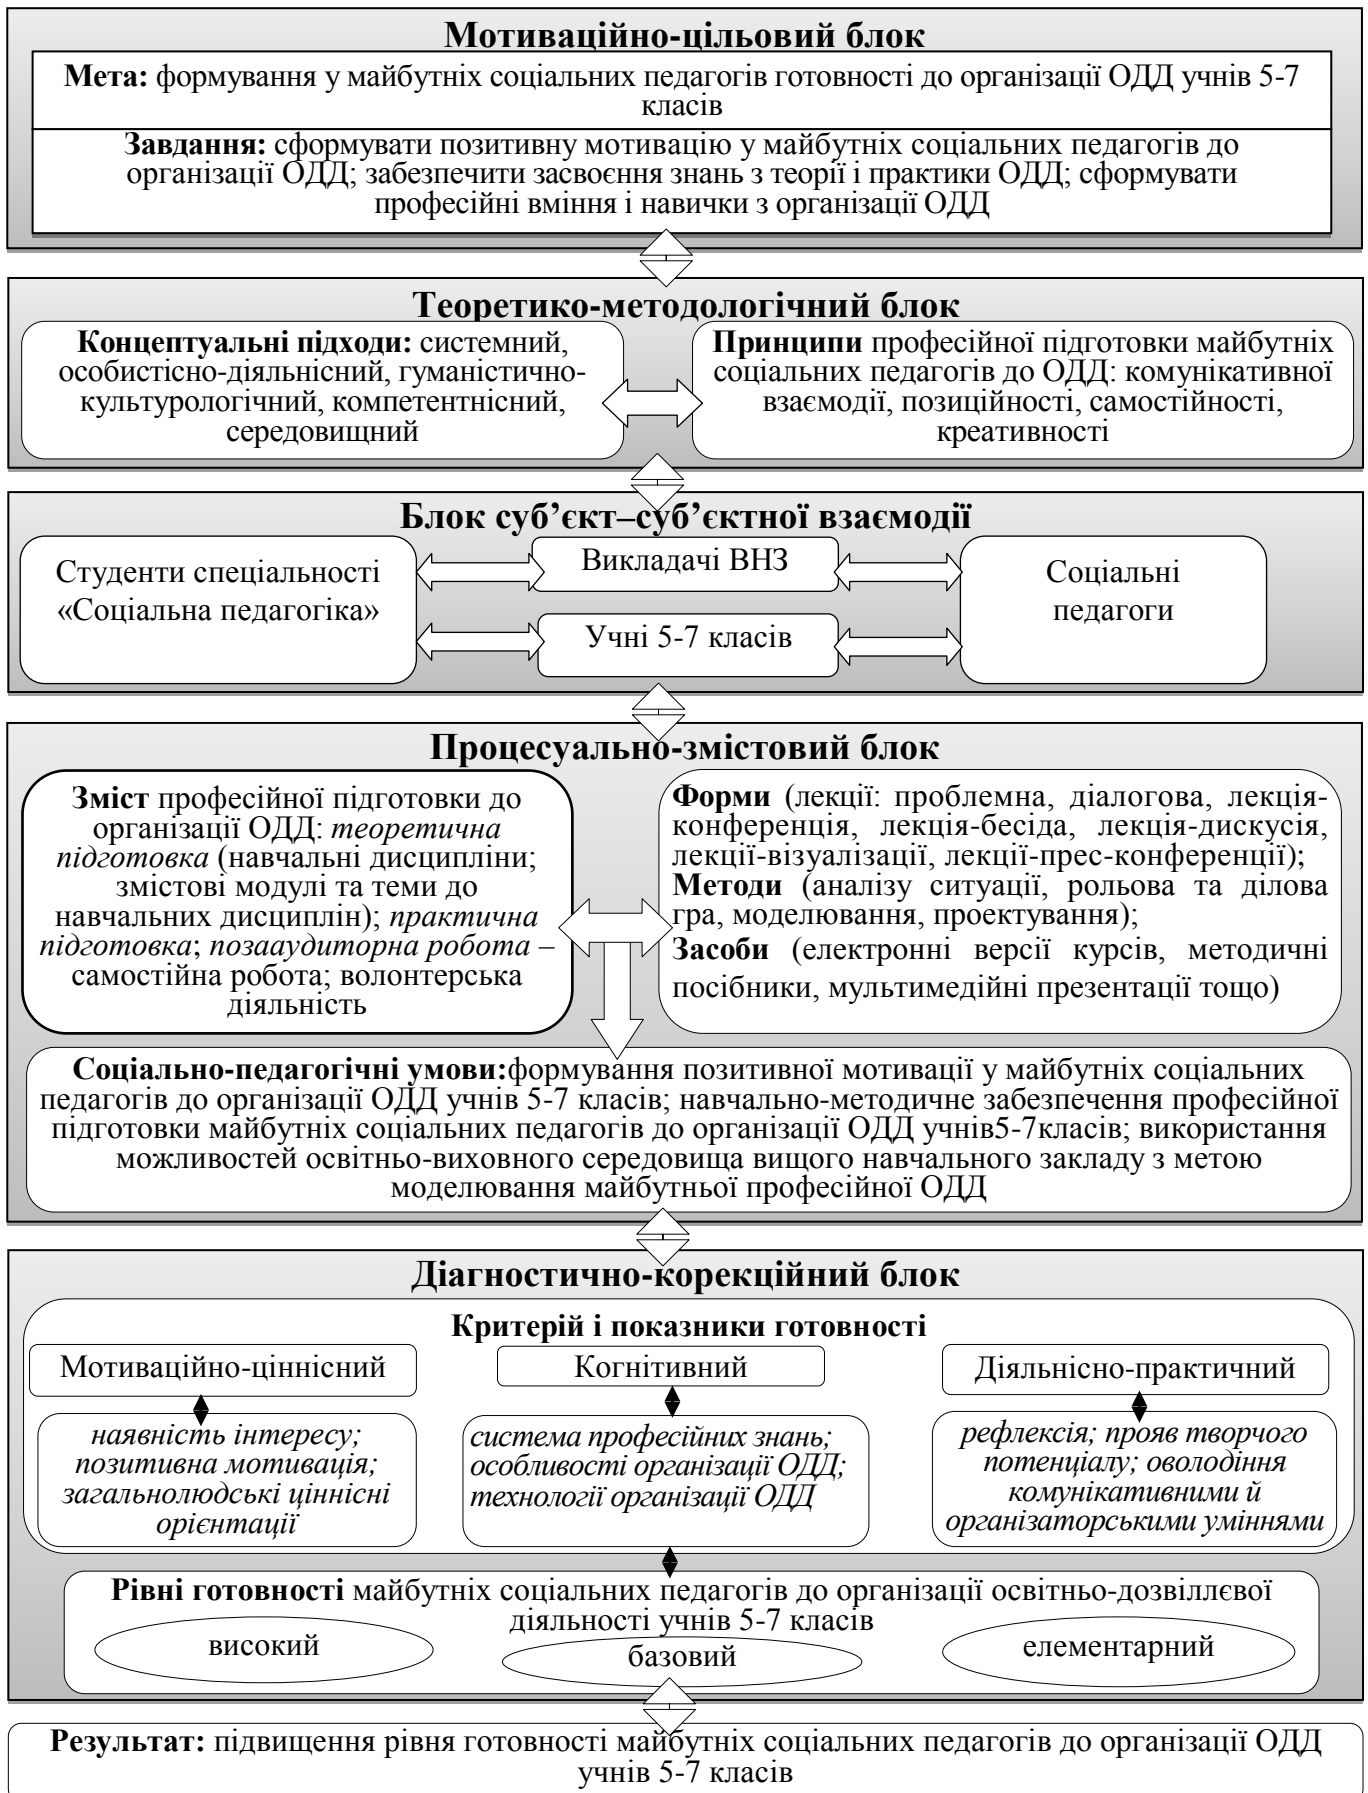 Мотиваційно-цільовий блок
Мета: формування у майбутніх соціальних педагогів готовності до організації ОДД учнів 5-7
класів
Завдання: сформувати позитивну мотивацію у майбутніх соціальних педагогів до
організації ОДД; забезпечити засвоєння знань з теорії і практики ОДД; сформувати
професійні вміння і навички з організації ОДД
Теоретико-методологічний блок
Концептуальні підходи: системний,
особистісно-діяльнісний, гуманістично-
культурологічний, компетентнісний,
середовищний
Принципи професійної підготовки майбутніх
соціальних педагогів до ОДД: комунікативної
взаємодії, позиційності, самостійності,
креативності
Блок суб’єкт–суб’єктної взаємодії
Студенти спеціальності
«Соціальна педагогіка»
Викладачі ВНЗ
Учні 5-7 класів
Соціальні
педагоги
Процесуально-змістовий блок
Зміст професійної підготовки до
організації ОДД: теоретична
підготовка (навчальні дисципліни;
змістові модулі та теми до
навчальних дисциплін); практична
підготовка; позааудиторна робота –
самостійна робота; волонтерська
діяльність
Форми (лекції: проблемна, діалогова, лекція-
конференція, лекція-бесіда, лекція-дискусія,
лекції-візуалізації, лекції-прес-конференції);
Методи (аналізу ситуації, рольова та ділова
гра, моделювання, проектування);
Засоби (електронні версії курсів, методичні
посібники, мультимедійні презентації тощо)
Соціально-педагогічні умови:формування позитивної мотивації у майбутніх соціальних
педагогів до організації ОДД учнів 5-7 класів; навчально-методичне забезпечення професійної
підготовки майбутніх соціальних педагогів до організації ОДД учнів5-7класів; використання
можливостей освітньо-виховного середовища вищого навчального закладу з метою
моделювання майбутньої професійної ОДД
Діагностично-корекційний блок
Критерій і показники готовності
Мотиваційно-ціннісний
Когнітивний
Діяльнісно-практичний
наявність інтересу;
позитивна мотивація;
загальнолюдські ціннісні
орієнтації
система професійних знань;
особливості організації ОДД;
технології організації ОДД
рефлексія; прояв творчого
потенціалу; оволодіння
комунікативними й
організаторськими уміннями
Рівні готовності майбутніх соціальних педагогів до організації освітньо-дозвіллєвої
діяльності учнів 5-7 класів
високий
базовий
елементарний
Результат: підвищення рівня готовності майбутніх соціальних педагогів до організації ОДД
учнів 5-7 класів